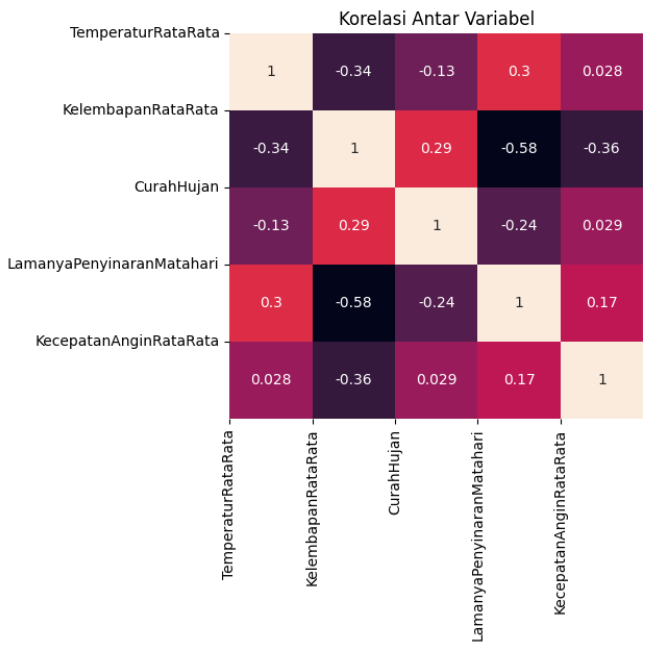 Korelasi Antar Variabel
TemperaturRataRata
1 -0.34 -0.13 0.3 0.028
KelembapanRataRata
-0.34 1 0.29 -0.58 -0.36
CurahHujan
-0.13 0.29 1 -0.24 0.029
LamanyaPenyinaranMatahari
0.3 -0.58 -0.24 1 0.17
KecepatanAnginRataRata
0.028 -0.36 0.029 0.17 1
TemperaturRataRata
KelembapanRataRata
CurahHujan
LamanyaPenyinaranMatahari
KecepatanAnginRataRata